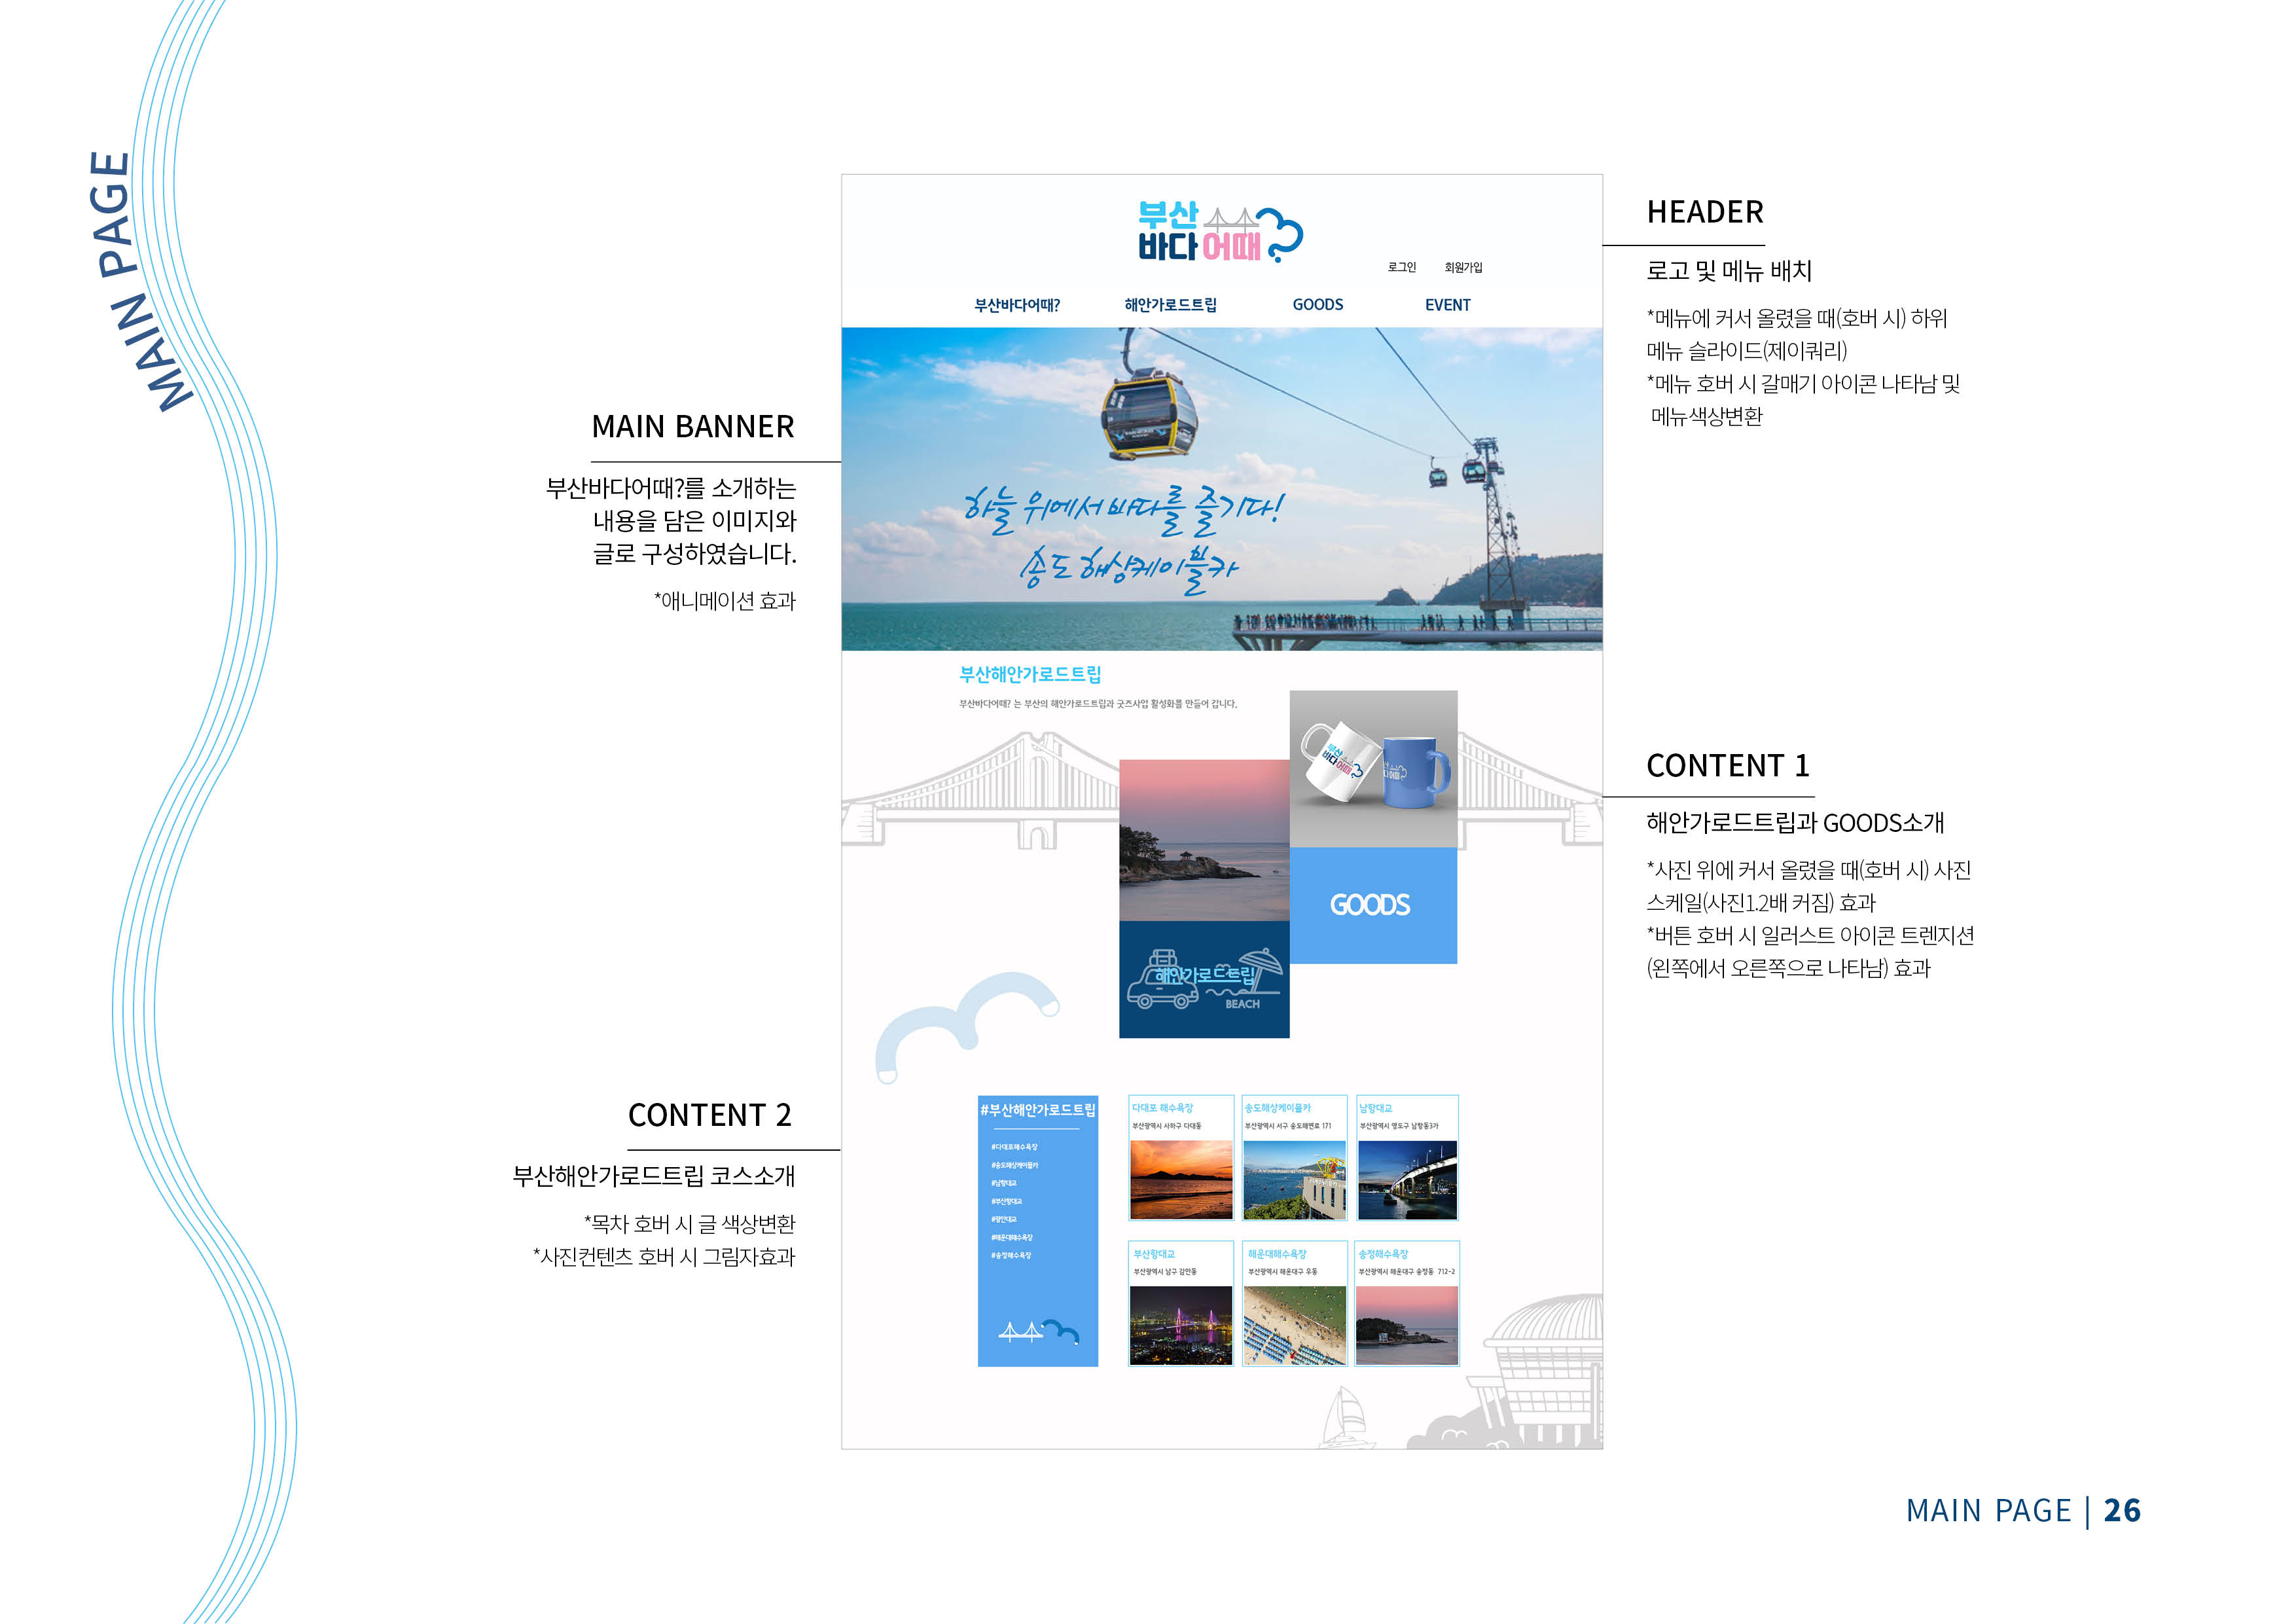 MAIN PAGE
부산
바다어때?
로그인 회원가입
부산바다어때? 해안가로드트립 GOODS EVENT
HEADER
로고 및 메뉴 배치
*메뉴에 커서 올렸을 때(호버 시) 하위
메뉴 슬라이드(제이쿼리)
*메뉴 호버 시 갈매기 아이콘 나타남 및
메뉴색상변환
MAIN BANNER
부산바다어때?를 소개하는
내용을 담은 이미지와
글로 구성하였습니다.
*애니메이션 효과
하늘 위에서 바다를 즐기다!
송도해상케이블카
부산해안가로드트립
부산바다어때? 는 부산의 해안가로드트립과 굿즈사업 활성화를 만들어 갑니다.
부산
바다어때
GOODS
해안가로드트립
BEACH
CONTENT 1
해안가로드트립과 GOODS소개
*사진 위에 커서 올렸을 때(호버 시) 사진
스케일(사진1.2배 커짐) 효과
*버튼 호버 시 일러스트 아이콘 트렌지션
(왼쪽에서 오른쪽으로 나타남) 효과
CONTENT 2
부산해안가로드트립 코스소개
*목차 호버 시 글 색상변환
*사진컨텐츠 호버 시 그림자효과
#부산해안가로드트립
#다대포해수욕장
#송도해상케이블카
#남항대교
#부산항대교
#광안대교
#해운대해수욕장
#송정해수욕장
다대포 해수욕장
부산광역시 사하구 다대동
송도해상케이블카
부산광역시 서구 송도해변로 171
남항대교
부산광역시 영도구 남항동3가
부산항대교
부산광역시 남구 감만동
해운대해수욕장
부산광역시 해운대구 우동
송정해수욕장
부산광역시 해운대구 송정동 712-2
MAIN PAGE | 26